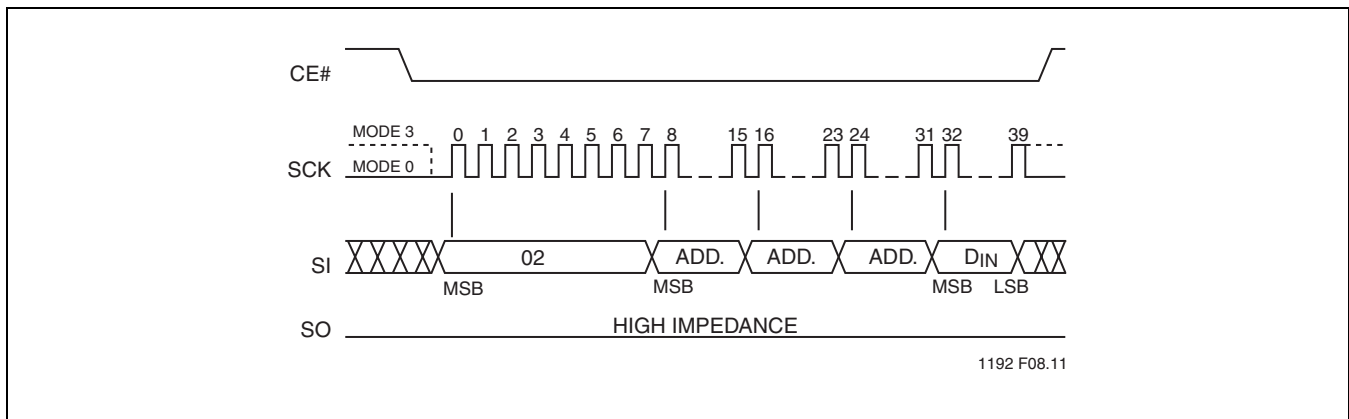 CE#
MODE 3
0 1 2 3 4 5 6 7 8 15 16 23 24 31 32 39
SCK MODE 0
SI 02 ADD. ADD. ADD. DIN
MSB MSB MSB LSB
SO HIGH IMPEDANCE
1192 F08.11